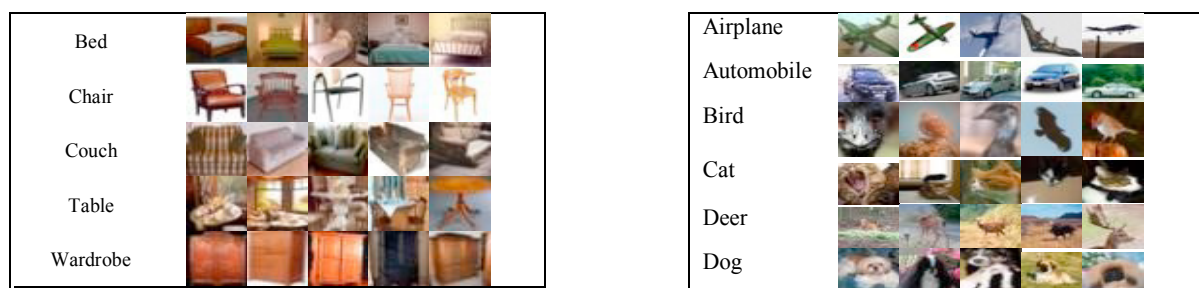 Bed
Chair
Couch
Table
Wardrobe
Airplane
Automobile
Bird
Cat
Deer
Dog